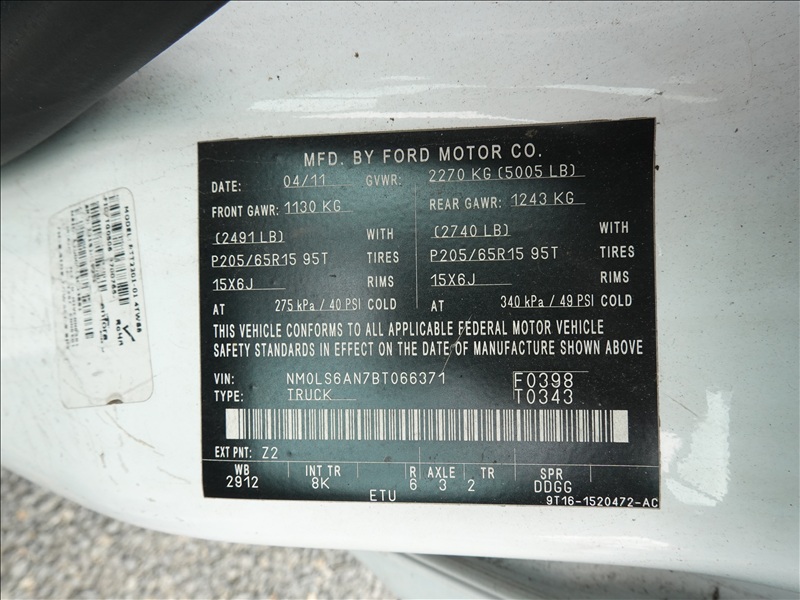 MFD. BY FORD MOTOR CO.
DATE: 04/11 GVWR: 2270 KG (5005 LB)
FRONT GAWR: 1130 KG REAR GAWR: 1243 KG
(2491 LB) WITH (2740 LB) WITH
P205/65R15 95T TIRES P205/65R15 95T TIRES
15X6J RIMS 15X6J RIMS
AT 275 kPa / 40 PSI COLD AT 340 kPa / 49 PSI COLD
THIS VEHICLE CONFORMS TO ALL APPLICABLE FEDERAL MOTOR VEHICLE
SAFETY STANDARDS IN EFFECT ON THE DATE OF MANUFACTURE SHOWN ABOVE
VIN: NM0LS6AN7BT066371 F0398
TYPE: TRUCK T0343
EXT PNT: Z2
WB INT TR R AXLE TR SPR
2912 8K 6 3 2 DDGG
ETU 9T16-1520472-AC